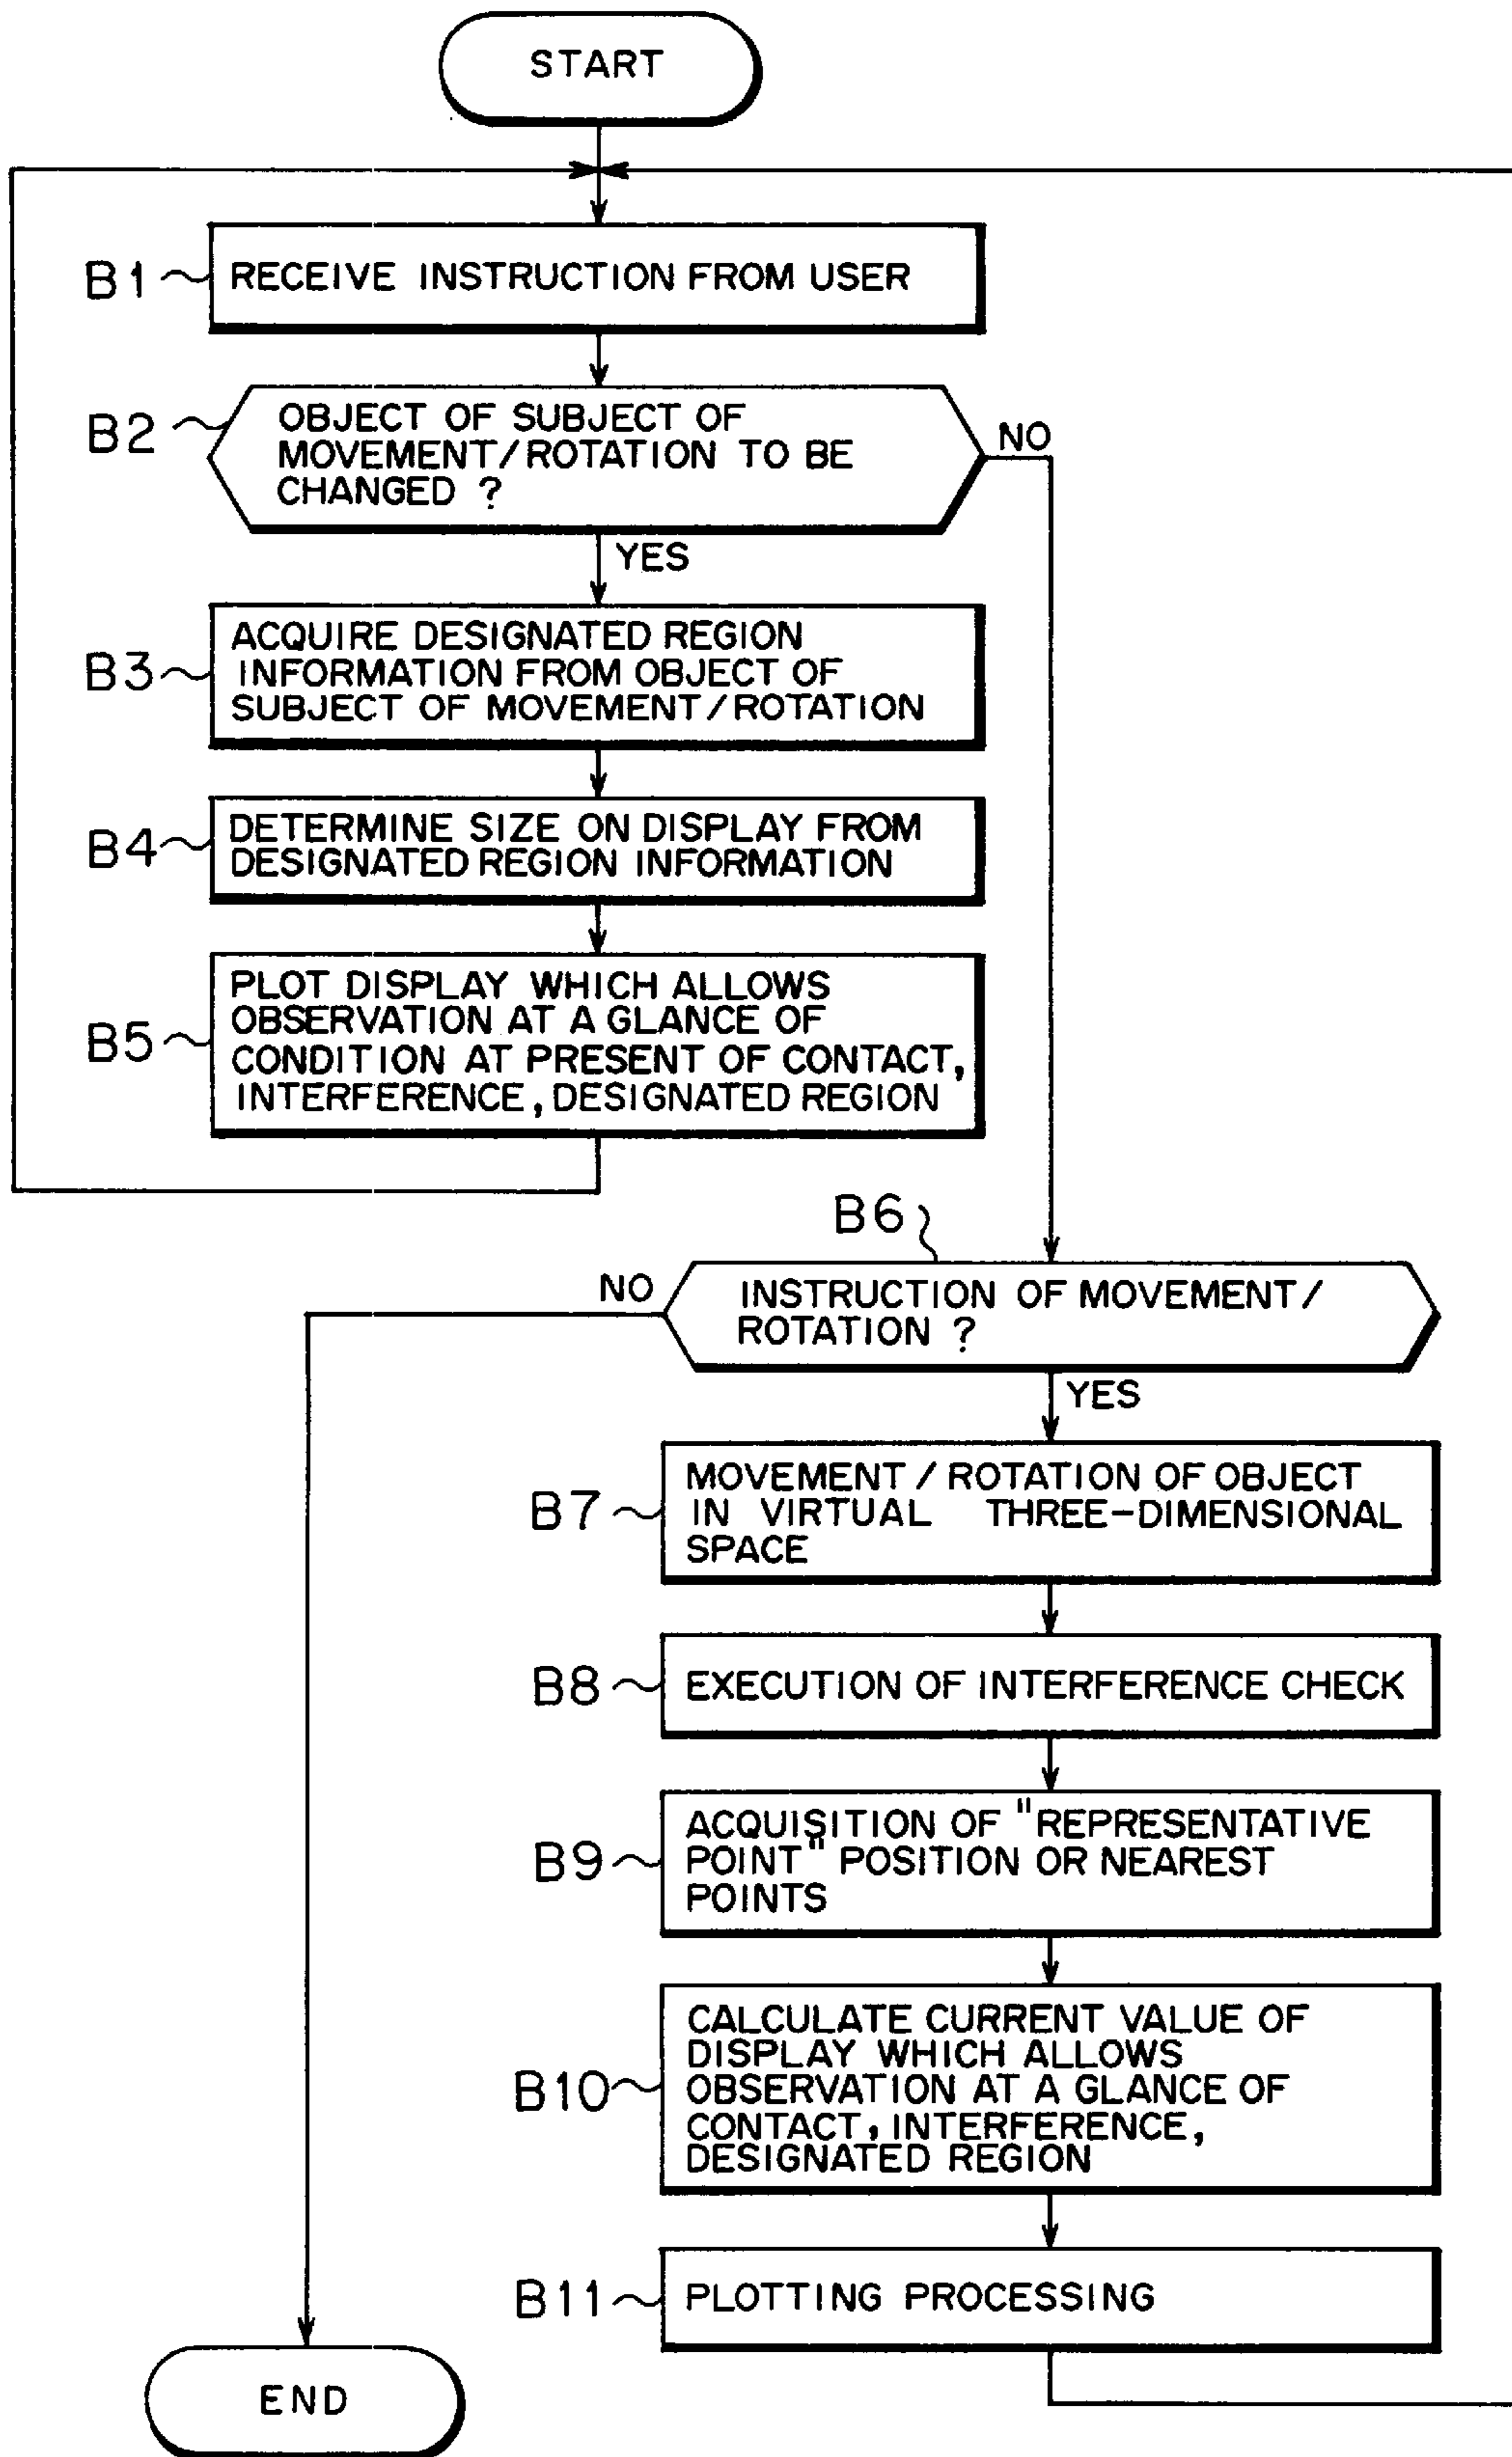 START
B1
RECEIVE INSTRUCTION FROM USER
B2
OBJECT OF SUBJECT OF
MOVEMENT/ROTATION TO BE
CHANGED ?
NO
YES
B3
ACQUIRE DESIGNATED REGION
INFORMATION FROM OBJECT OF
SUBJECT OF MOVEMENT/ROTATION
B4
DETERMINE SIZE ON DISPLAY FROM
DESIGNATED REGION INFORMATION
B5
PLOT DISPLAY WHICH ALLOWS
OBSERVATION AT A GLANCE OF
CONDITION AT PRESENT OF CONTACT,
INTERFERENCE, DESIGNATED REGION
B6
NO
INSTRUCTION OF MOVEMENT/
ROTATION ?
YES
B7
MOVEMENT / ROTATION OF OBJECT
IN VIRTUAL THREE-DIMENSIONAL
SPACE
B8
EXECUTION OF INTERFERENCE CHECK
B9
ACQUISITION OF "REPRESENTATIVE
POINT" POSITION OR NEAREST
POINTS
B10
CALCULATE CURRENT VALUE OF
DISPLAY WHICH ALLOWS
OBSERVATION AT A GLANCE OF
CONTACT, INTERFERENCE,
DESIGNATED REGION
B11
PLOTTING PROCESSING
END